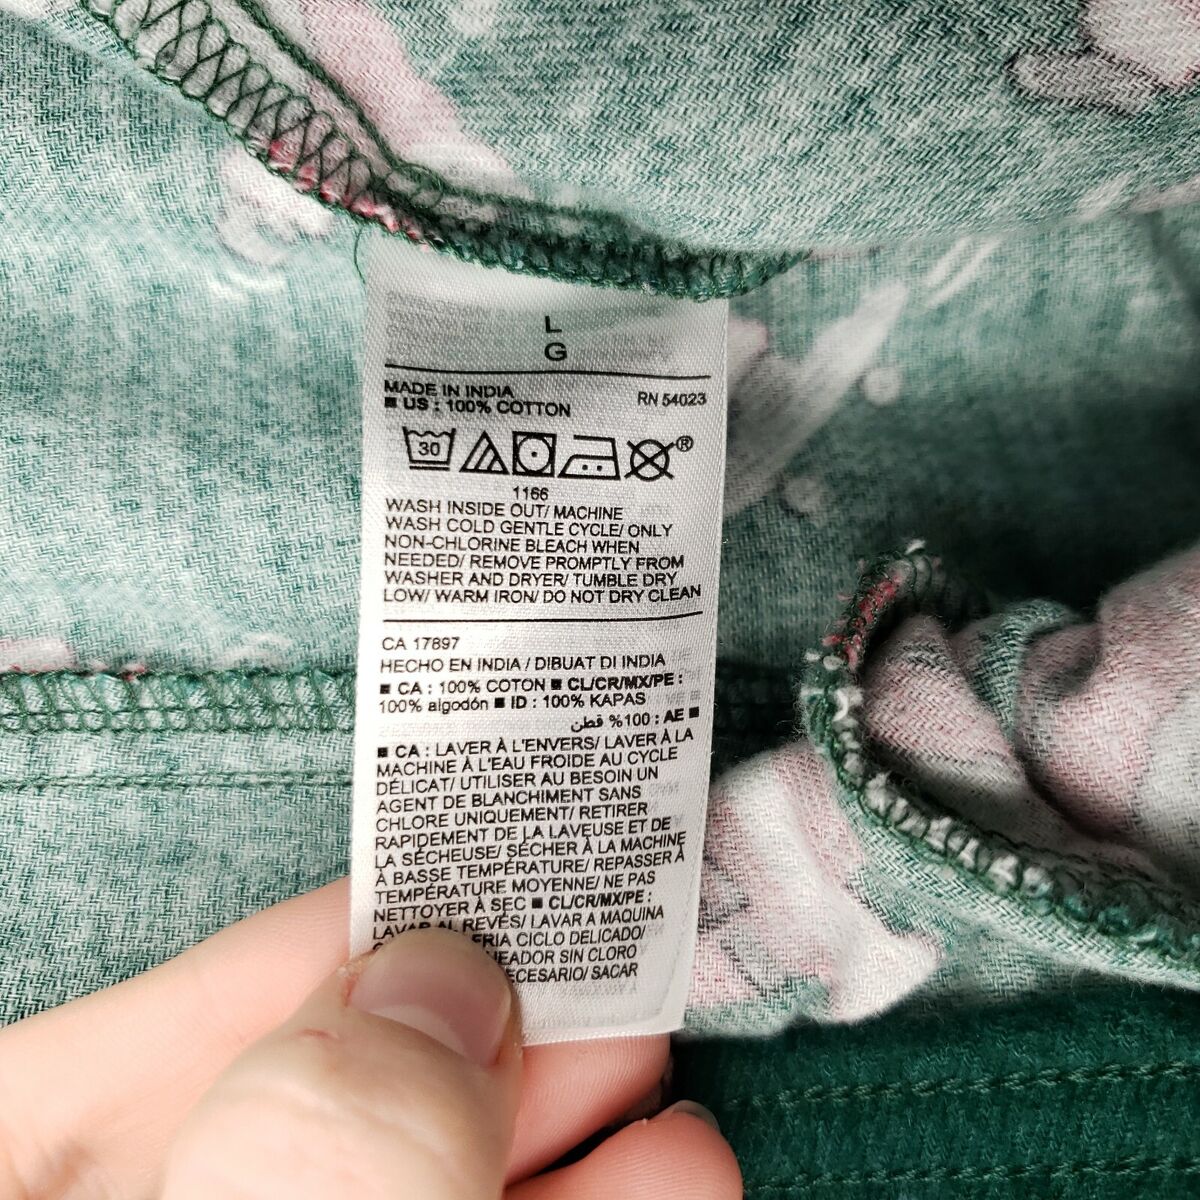 L
G
MADE IN INDIA
■ US : 100% COTTON
RN 54023
30
®
1166
WASH INSIDE OUT/ MACHINE
WASH COLD GENTLE CYCLE/ ONLY
NON-CHLORINE BLEACH WHEN
NEEDED/ REMOVE PROMPTLY FROM
WASHER AND DRYER/ TUMBLE DRY
LOW/ WARM IRON/ DO NOT DRY CLEAN
CA 17897
HECHO EN INDIA / DIBUAT DI INDIA
■ CA : 100% COTON ■ CL/CR/MX/PE :
100% algodón ■ ID : 100% KAPAS
■ AE : 100% قطن
■ CA : LAVER À L'ENVERS/ LAVER À LA
MACHINE À L'EAU FROIDE AU CYCLE
DÉLICAT/ UTILISER AU BESOIN UN
AGENT DE BLANCHIMENT SANS
CHLORE UNIQUEMENT/ RETIRER
RAPIDEMENT DE LA LAVEUSE ET DE
LA SÉCHEUSE/ SÉCHER À LA MACHINE
À BASSE TEMPÉRATURE/ REPASSER À
TEMPÉRATURE MOYENNE/ NE PAS
NETTOYER À SEC ■ CL/CR/MX/PE :
LAVAR AL REVÉS/ LAVAR A MAQUINA
CICLO DELICADO/
SIN CLORO
SACAR